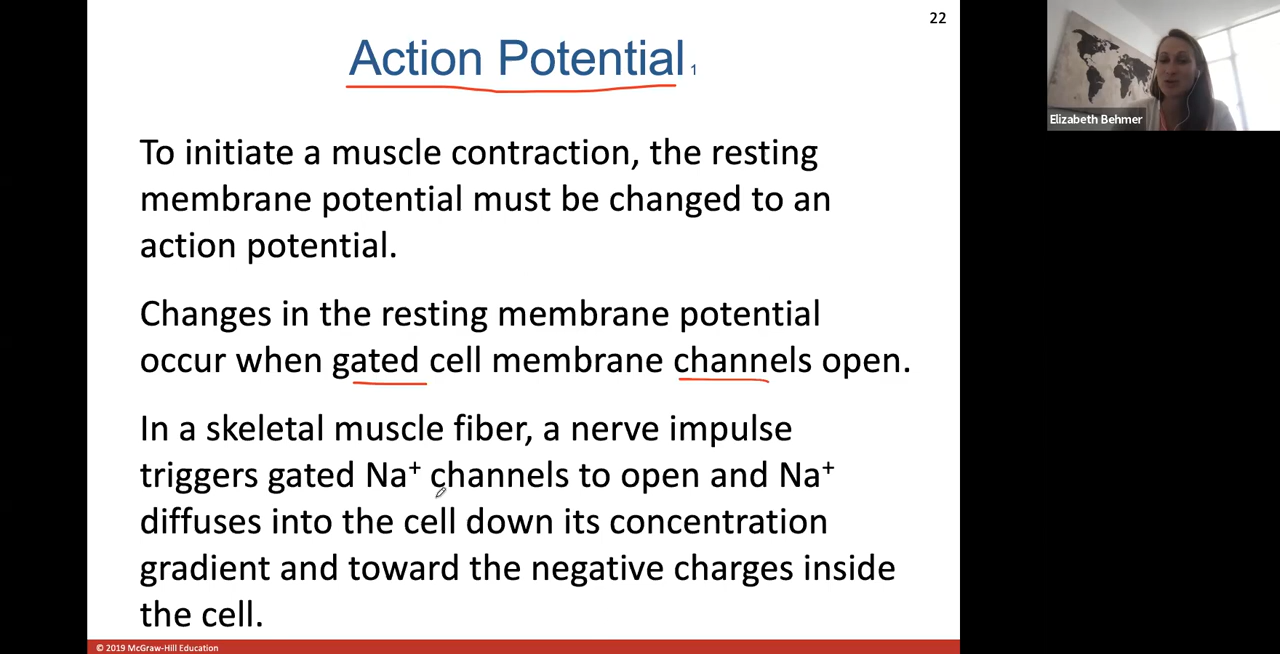 22
Action Potential 1
To initiate a muscle contraction, the resting
membrane potential must be changed to an
action potential.
Changes in the resting membrane potential
occur when gated cell membrane channels open.
In a skeletal muscle fiber, a nerve impulse
triggers gated Na⁺ channels to open and Na⁺
diffuses into the cell down its concentration
gradient and toward the negative charges inside
the cell.
© 2019 McGraw-Hill Education
Elizabeth Behmer